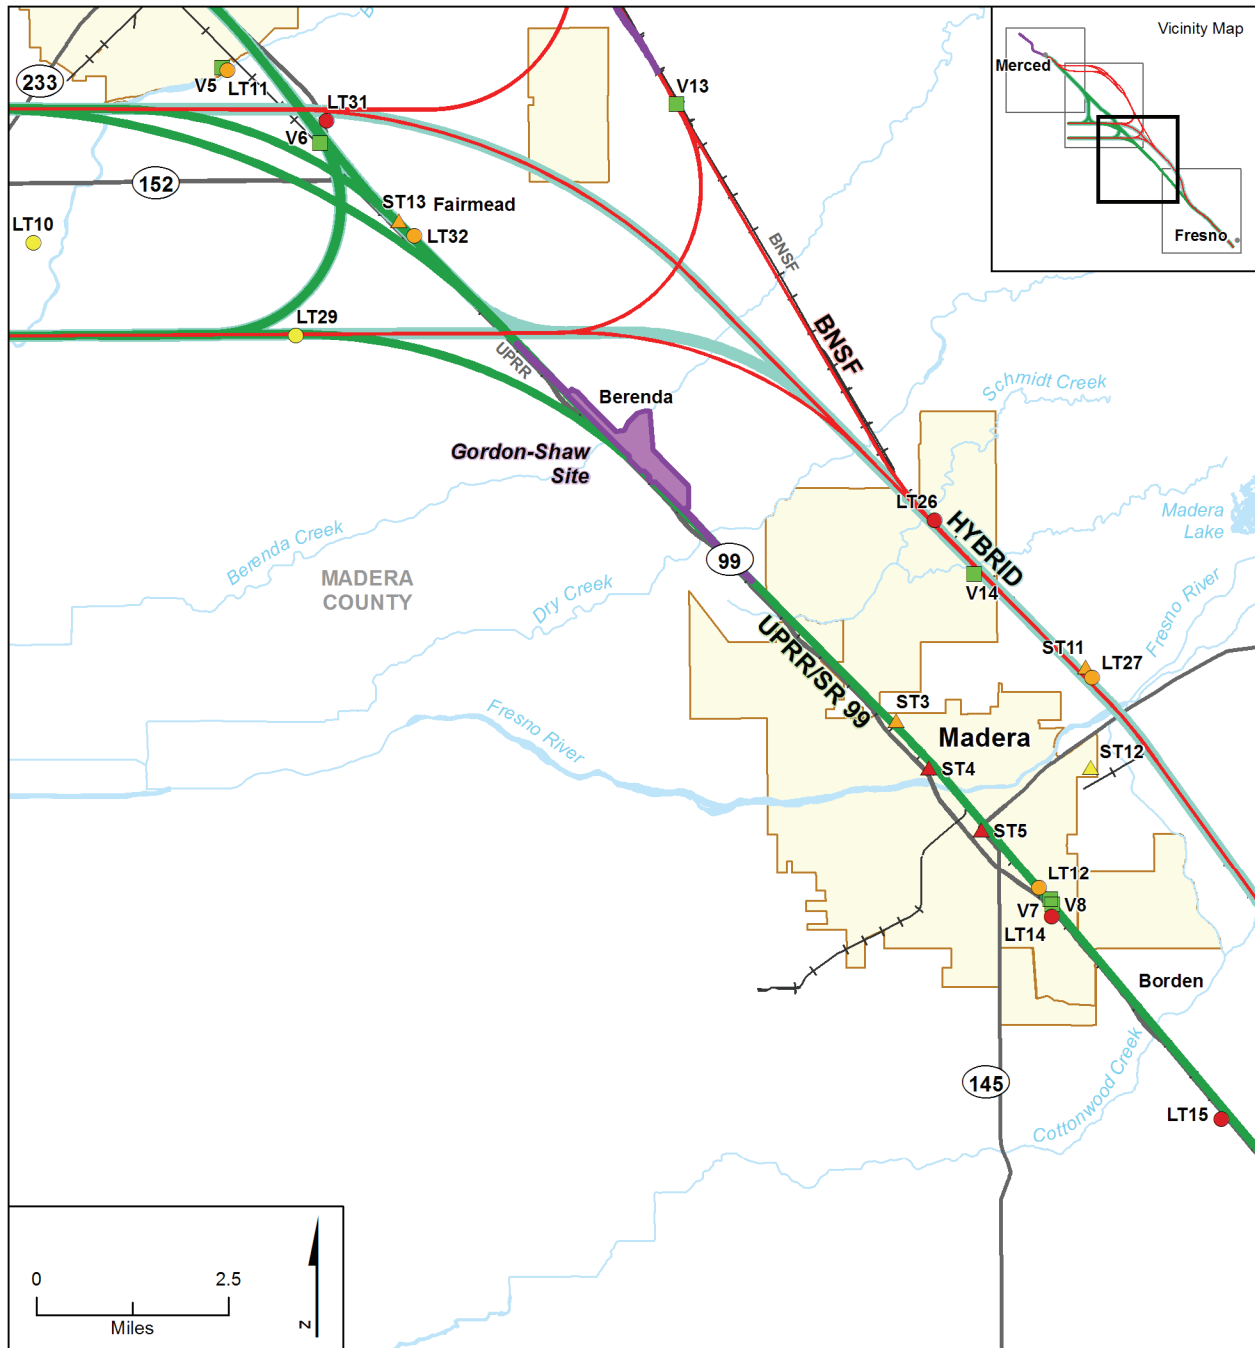 Vicinity Map
Merced
Fresno
233
V5
LT11
LT31
V6
V13
152
ST13
Fairmead
LT32
LT10
BNSF
LT29
BNSF
UPRR
Berenda
Schmidt Creek
Gordon-Shaw
Site
LT26
HYBRID
Madera
Lake
Berenda Creek
99
MADERA
COUNTY
V14
Dry Creek
Fresno River
UPRR/SR 99
ST11
LT27
ST3
Fresno River
Madera
ST12
ST4
ST5
LT12
V7
V8
LT14
Borden
145
Cottonwood Creek
LT15
0
2.5
Miles
N